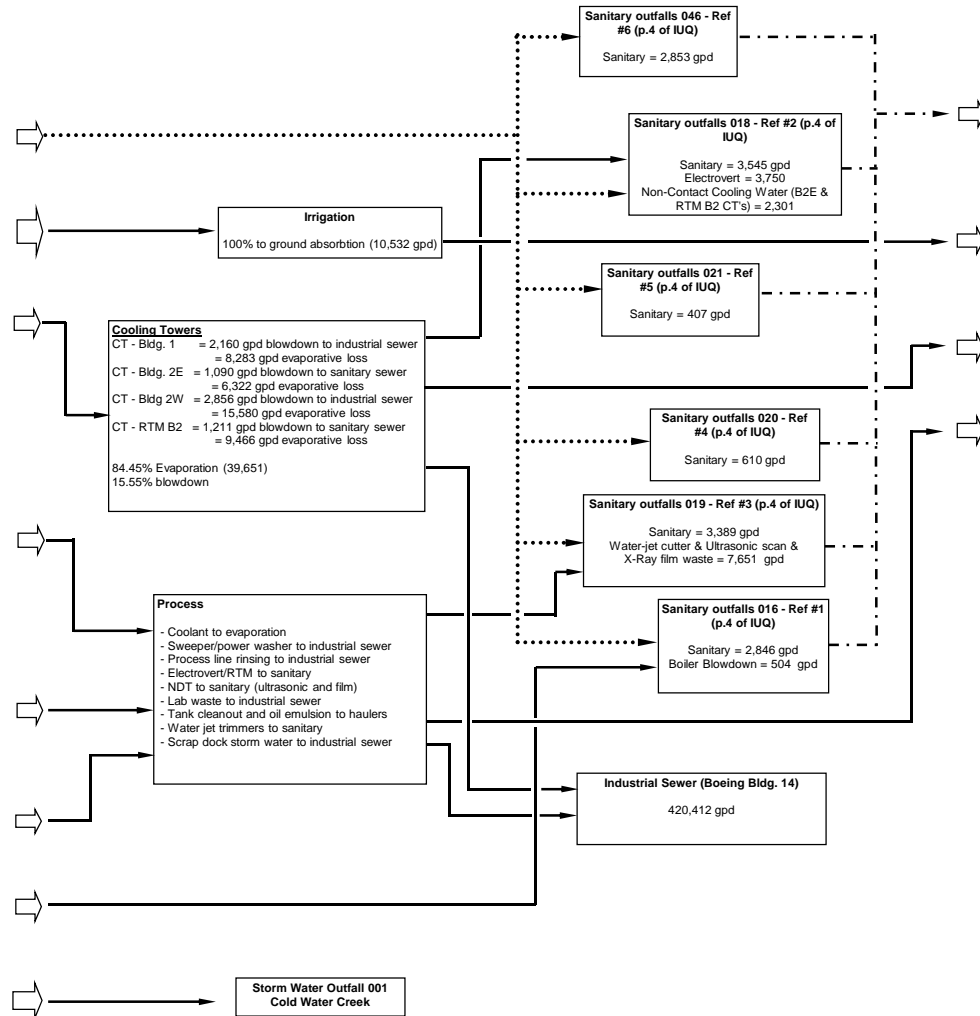 Sanitary outfalls 046 - Ref
#6 (p.4 of IUQ)
Sanitary = 2,853 gpd
Sanitary outfalls 018 - Ref #2 (p.4 of
IUQ)
Sanitary = 3,545 gpd
Electrovert = 3,750
Non-Contact Cooling Water (B2E &
RTM B2 CT's) = 2,301
Irrigation
100% to ground absorbtion (10,532 gpd)
Sanitary outfalls 021 - Ref
#5 (p.4 of IUQ)
Sanitary = 407 gpd
Cooling Towers
CT - Bldg. 1 = 2,160 gpd blowdown to industrial sewer
= 8,283 gpd evaporative loss
CT - Bldg. 2E = 1,090 gpd blowdown to sanitary sewer
= 6,322 gpd evaporative loss
CT - Bldg 2W = 2,856 gpd blowdown to industrial sewer
= 15,580 gpd evaporative loss
CT - RTM B2 = 1,211 gpd blowdown to sanitary sewer
= 9,466 gpd evaporative loss
84.45% Evaporation (39,651)
15.55% blowdown
Sanitary outfalls 020 - Ref
#4 (p.4 of IUQ)
Sanitary = 610 gpd
Sanitary outfalls 019 - Ref #3 (p.4 of IUQ)
Sanitary = 3,389 gpd
Water-jet cutter & Ultrasonic scan &
X-Ray film waste = 7,651 gpd
Process
- Coolant to evaporation
- Sweeper/power washer to industrial sewer
- Process line rinsing to industrial sewer
- Electrovert/RTM to sanitary
- NDT to sanitary (ultrasonic and film)
- Lab waste to industrial sewer
- Tank cleanout and oil emulsion to haulers
- Water jet trimmers to sanitary
- Scrap dock storm water to industrial sewer
Sanitary outfalls 016 - Ref #1
(p.4 of IUQ)
Sanitary = 2,846 gpd
Boiler Blowdown = 504 gpd
Industrial Sewer (Boeing Bldg. 14)
420,412 gpd
Storm Water Outfall 001
Cold Water Creek